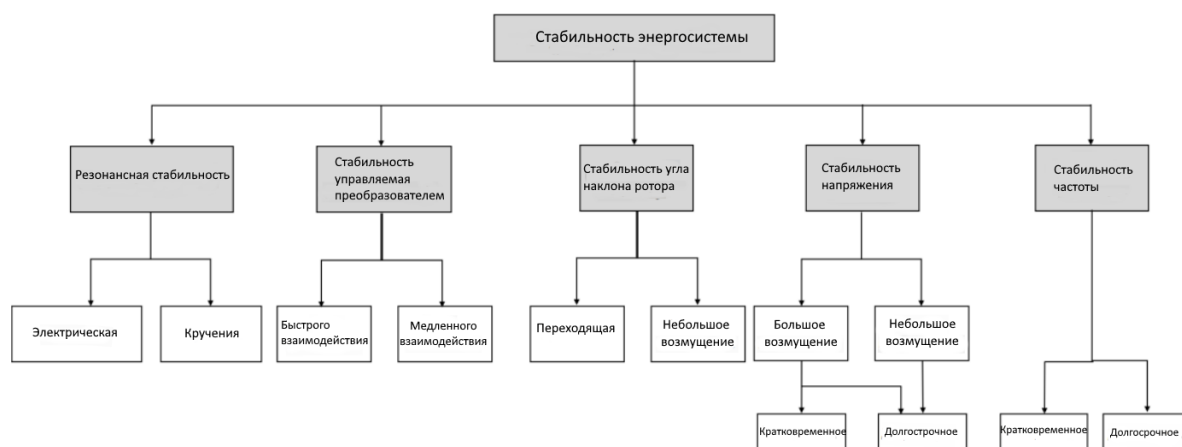 Стабильность энергосистемы
Резонансная стабильность
Стабильность
управляемая
преобразователем
Стабильность угла
наклона ротора
Стабильность
напряжения
Стабильность
частоты
Электрическая
Кручения
Быстрого
взаимодействия
Медленного
взаимодействия
Переходящая
Небольшое
возмущение
Большое
возмущение
Небольшое
возмущение
Кратковременное
Долгострочное
Кратковременное
Долгосрочное